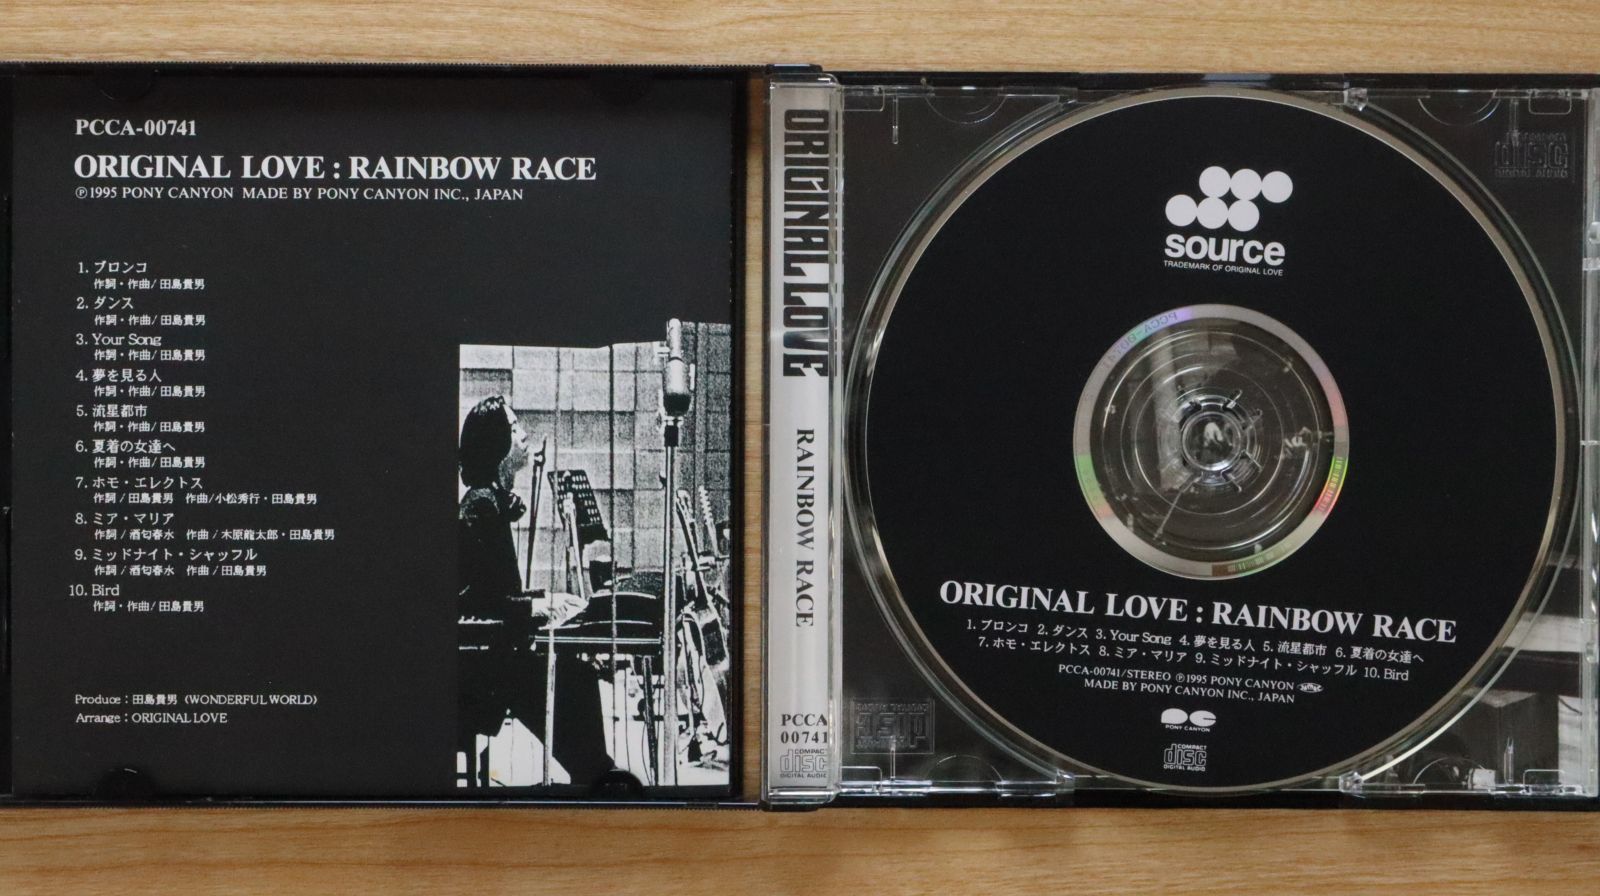 PCCA-00741
ORIGINAL LOVE : RAINBOW RACE
Ⓟ1995 PONY CANYON MADE BY PONY CANYON INC., JAPAN
1. ブロンコ
作詞・作曲/田島貴男
2. ダンス
作詞・作曲/田島貴男
3. Your Song
作詞・作曲/田島貴男
4. 夢を見る人
作詞・作曲/田島貴男
5. 流星都市
作詞・作曲/田島貴男
6. 夏着の女達へ
作詞・作曲/田島貴男
7. ホモ・エレクトス
作詞/田島貴男 作曲/小松秀行・田島貴男
8. ミア・マリア
作詞/酒匂春水 作曲/木原龍太郎・田島貴男
9. ミッドナイト・シャッフル
作詞/酒匂春水 作曲/田島貴男
10. Bird
作詞・作曲/田島貴男
Produce : 田島貴男 (WONDERFUL WORLD)
Arrange : ORIGINAL LOVE
ORIGINAL LOVE
RAINBOW RACE
PCCA
00741
COMPACT
disc
DIGITAL AUDIO
source
TRADEMARK OF ORIGINAL LOVE
ORIGINAL LOVE : RAINBOW RACE
1. ブロンコ 2. ダンス 3. Your Song 4. 夢を見る人 5. 流星都市 6. 夏着の女達へ
7. ホモ・エレクトス 8. ミア・マリア 9. ミッドナイト・シャッフル 10. Bird
PCCA-00741/STEREO Ⓟ1995 PONY CANYON
MADE BY PONY CANYON INC., JAPAN
PONY CANYON
COMPACT
disc
DIGITAL AUDIO
disc
DIGITAL AUDIO
COMPACT
disc
DIGITAL AUDIO